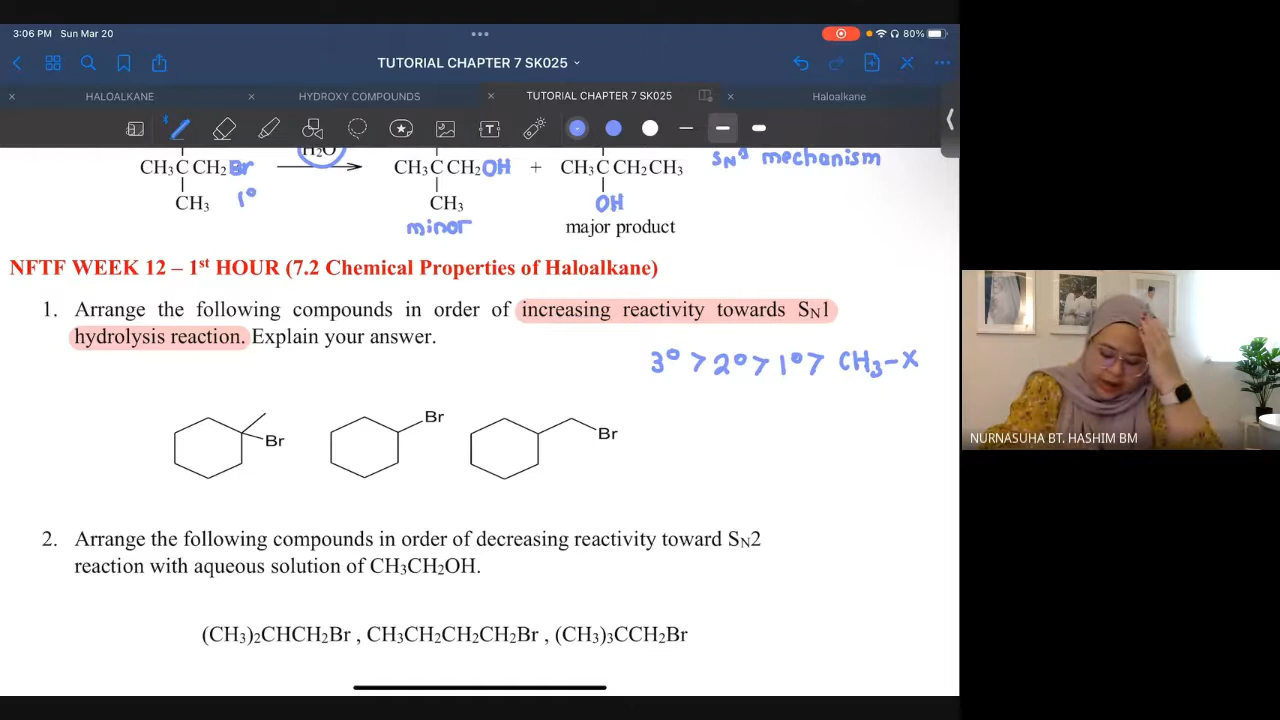 3:06 PM Sun Mar 20
80%
TUTORIAL CHAPTER 7 SK025
HALOALKANE
HYDROXY COMPOUNDS
TUTORIAL CHAPTER 7 SK025
Haloalkane
H₂O
CH₃C CH₂Br
CH₃C CH₂OH + CH₃C CH₂CH₃
mechanism
CH₃ 1°
CH₃
OH
minor
major product
NFTF WEEK 12 – 1ˢᵗ HOUR (7.2 Chemical Properties of Haloalkane)
1. Arrange the following compounds in order of increasing reactivity towards SN1
hydrolysis reaction. Explain your answer.
3° > 2° > 1° > CH₃-X
Br
Br
Br
2. Arrange the following compounds in order of decreasing reactivity toward SN2
reaction with aqueous solution of CH₃CH₂OH.
(CH₃)₂CHCH₂Br , CH₃CH₂CH₂CH₂Br , (CH₃)₃CCH₂Br
NURNASUHA BT. HASHIM BM